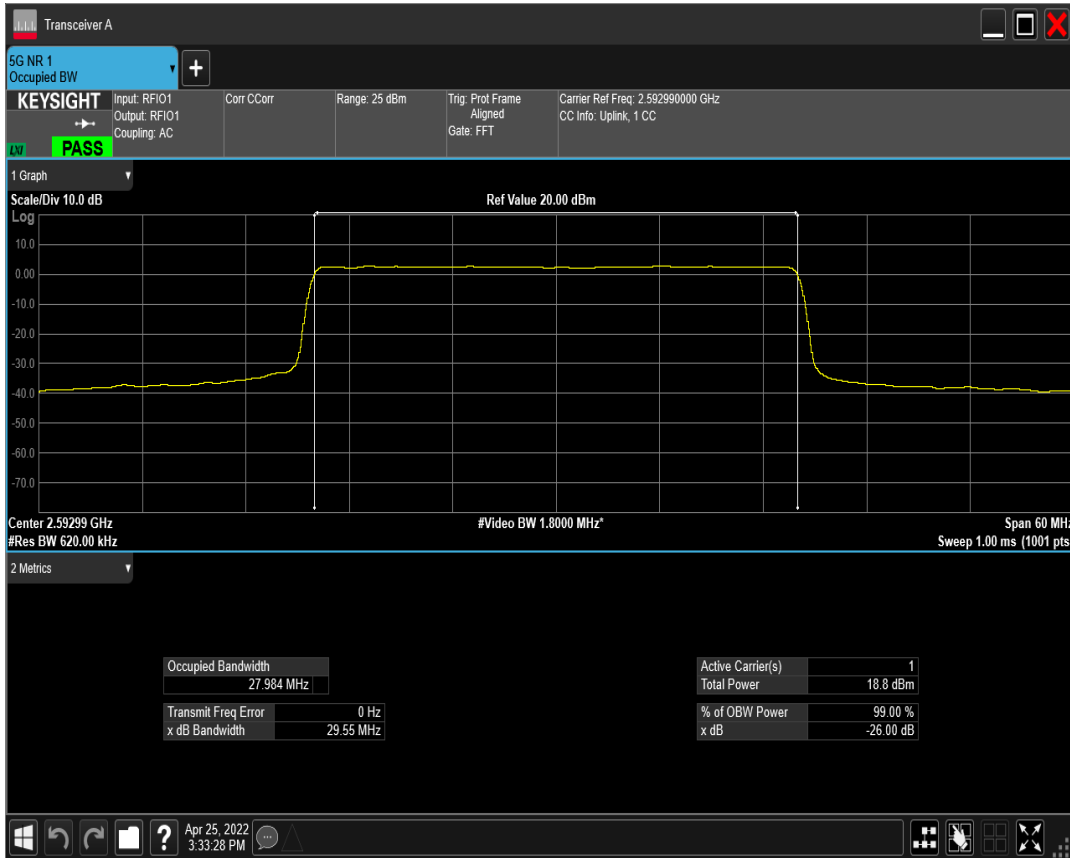 Transceiver A
5G NR 1
Occupied BW
KEYSIGHT
LXI
PASS
Input: RFIO1
Output: RFIO1
Coupling: AC
Corr CCorr
Range: 25 dBm
Trig: Prot Frame
Aligned
Gate: FFT
Carrier Ref Freq: 2.592990000 GHz
CC Info: Uplink, 1 CC
1 Graph
Scale/Div 10.0 dB
Ref Value 20.00 dBm
Log
10.0
0.00
-10.0
-20.0
-30.0
-40.0
-50.0
-60.0
-70.0
Center 2.59299 GHz
#Video BW 1.8000 MHz*
Span 60 MHz
#Res BW 620.00 kHz
Sweep 1.00 ms (1001 pts
2 Metrics
Occupied Bandwidth
27.984 MHz
Transmit Freq Error 0 Hz
x dB Bandwidth 29.55 MHz
Active Carrier(s) 1
Total Power 18.8 dBm
% of OBW Power 99.00 %
x dB -26.00 dB
?
Apr 25, 2022
3:33:28 PM